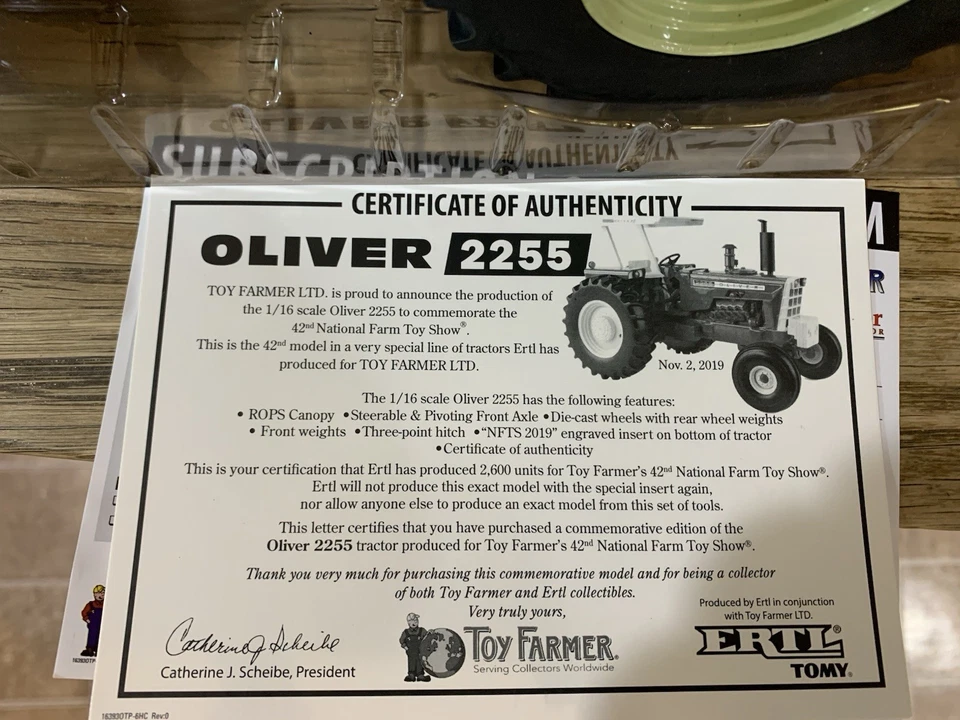 SUBSCRIPTION
CERTIFICATE OF AUTHENTICITY
OLIVER 2255
TOY FARMER LTD. is proud to announce the production of
the 1/16 scale Oliver 2255 to commemorate the
42nd National Farm Toy Show®.
This is the 42nd model in a very special line of tractors Ertl has
produced for TOY FARMER LTD.
Nov. 2, 2019
The 1/16 scale Oliver 2255 has the following features:
• ROPS Canopy •Steerable & Pivoting Front Axle •Die-cast wheels with rear wheel weights
• Front weights •Three-point hitch •"NFTS 2019" engraved insert on bottom of tractor
•Certificate of authenticity
This is your certification that Ertl has produced 2,600 units for Toy Farmer's 42nd National Farm Toy Show®.
Ertl will not produce this exact model with the special insert again,
nor allow anyone else to produce an exact model from this set of tools.
This letter certifies that you have purchased a commemorative edition of the
Oliver 2255 tractor produced for Toy Farmer's 42nd National Farm Toy Show®.
Thank you very much for purchasing this commemorative model and for being a collector
of both Toy Farmer and Ertl collectibles.
Very truly yours,
Catherine J Scheibe
Catherine J. Scheibe, President
TOY FARMER®
Serving Collectors Worldwide
Produced by Ertl in conjunction
with Toy Farmer LTD.
ERTL®
TOMY®
16393OTP-6HC Rev:0